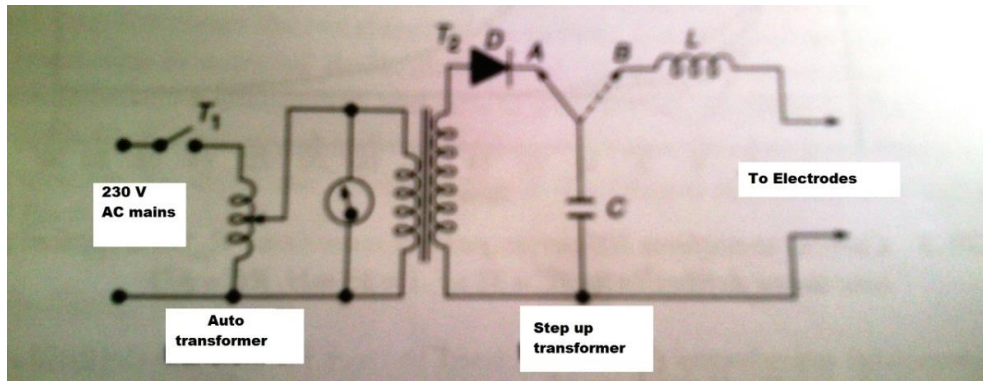 T2 D A B L
T1
230 V
AC mains
To Electrodes
C
Auto
transformer
Step up
transformer